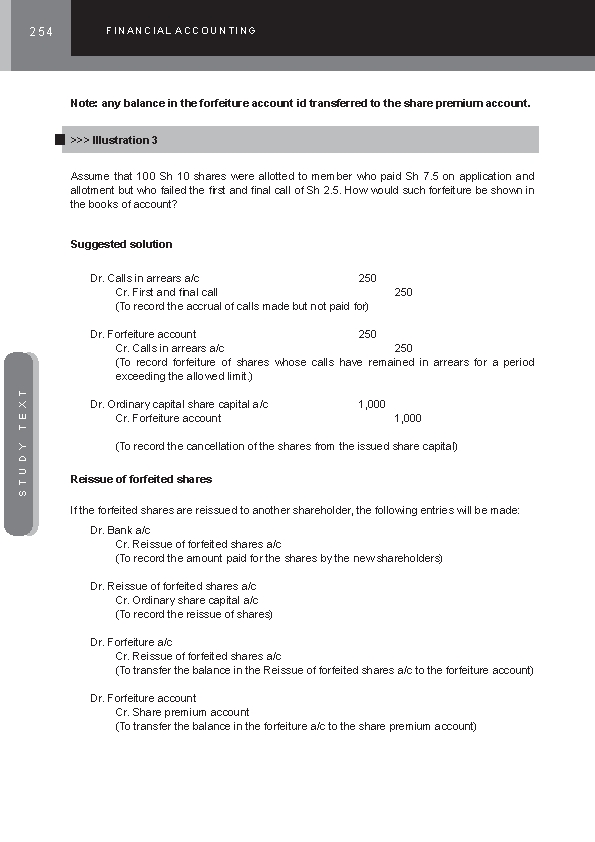 254
FINANCIAL ACCOUNTING
Note: any balance in the forfeiture account id transferred to the share premium account.
>>> Illustration 3
Assume that 100 Sh 10 shares were allotted to member who paid Sh 7.5 on application and
allotment but who failed the first and final call of Sh 2.5. How would such forfeiture be shown in
the books of account?
Suggested solution
Dr. Calls in arrears a/c 250
Cr. First and final call 250
(To record the accrual of calls made but not paid for)
Dr. Forfeiture account 250
Cr. Calls in arrears a/c 250
(To record forfeiture of shares whose calls have remained in arrears for a period
exceeding the allowed limit.)
Dr. Ordinary capital share capital a/c 1,000
Cr. Forfeiture account 1,000
(To record the cancellation of the shares from the issued share capital)
STUDY TEXT
Reissue of forfeited shares
If the forfeited shares are reissued to another shareholder, the following entries will be made:
Dr. Bank a/c
Cr. Reissue of forfeited shares a/c
(To record the amount paid for the shares by the new shareholders)
Dr. Reissue of forfeited shares a/c
Cr. Ordinary share capital a/c
(To record the reissue of shares)
Dr. Forfeiture a/c
Cr. Reissue of forfeited shares a/c
(To transfer the balance in the Reissue of forfeited shares a/c to the forfeiture account)
Dr. Forfeiture account
Cr. Share premium account
(To transfer the balance in the forfeiture a/c to the share premium account)